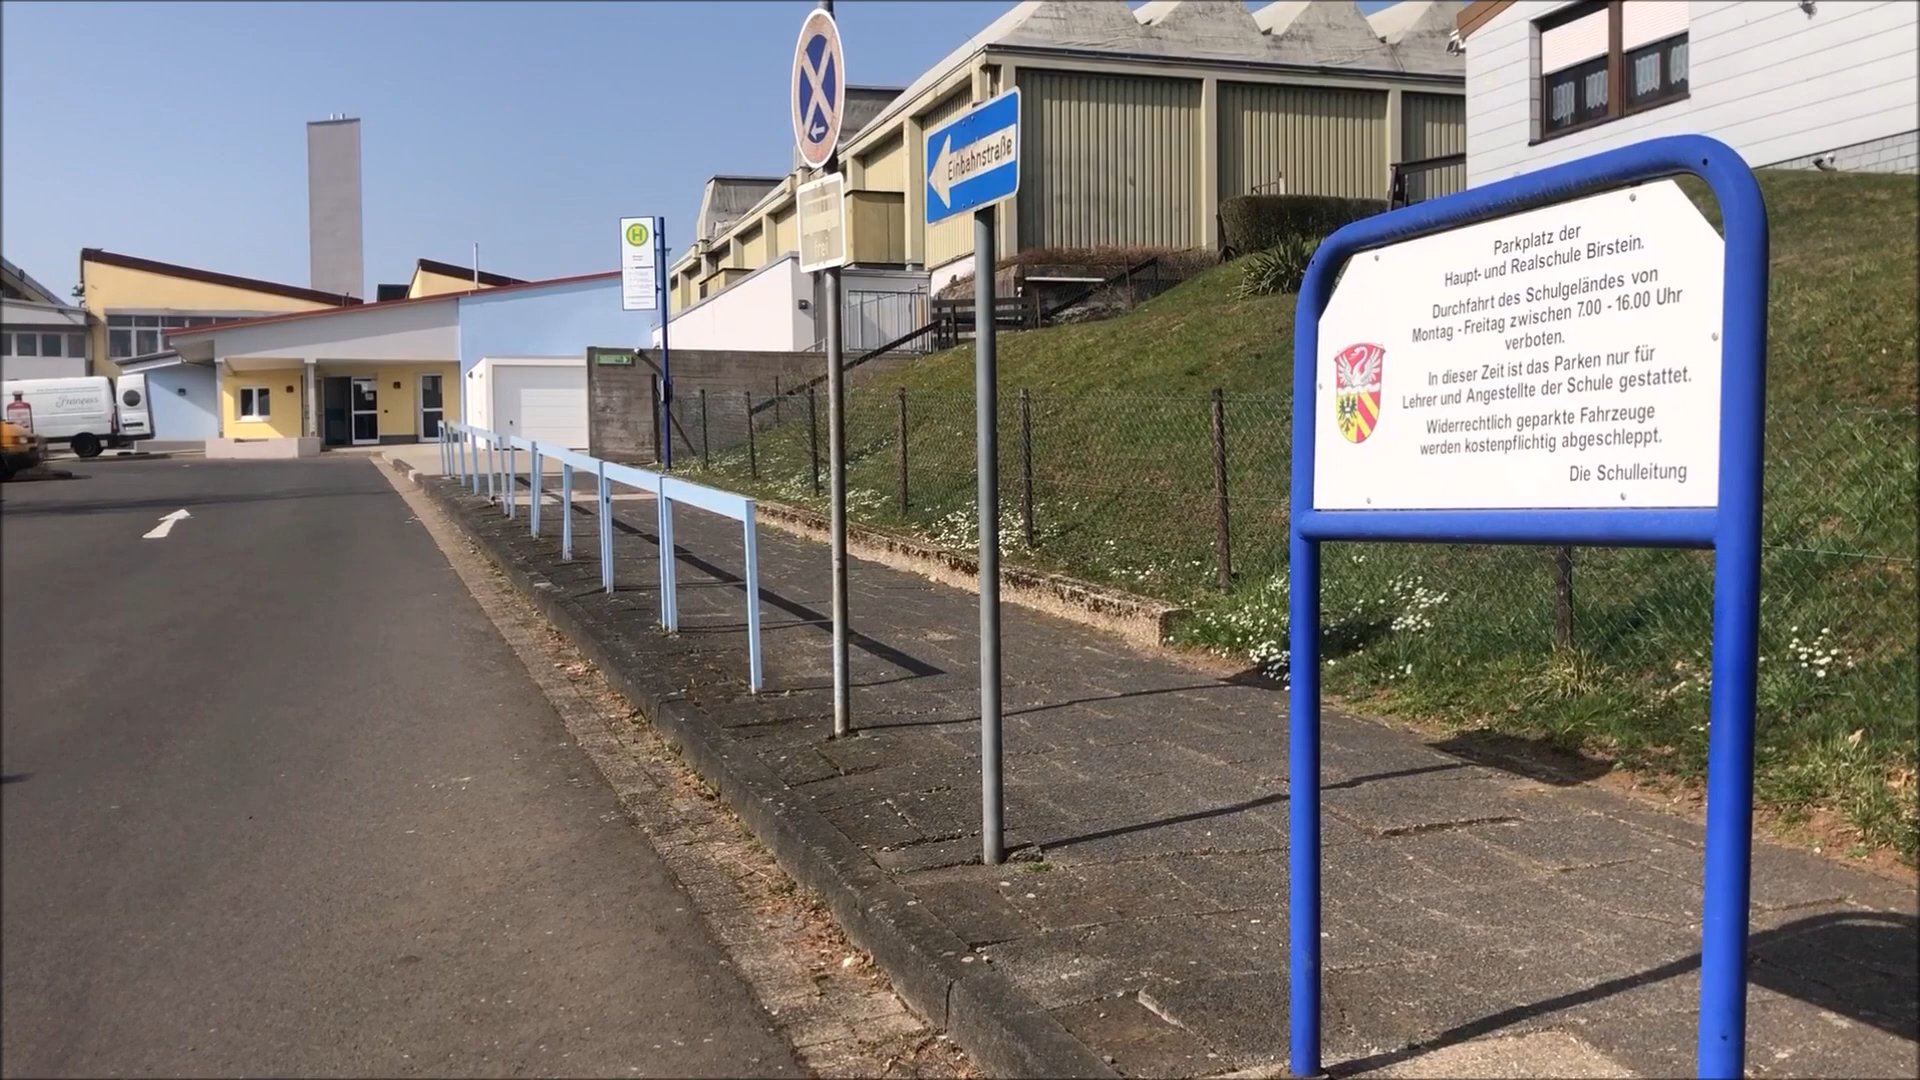 Einbahnstraße
frei
H
Parkplatz der
Haupt- und Realschule Birstein.
Durchfahrt des Schulgeländes von
Montag - Freitag zwischen 7.00 - 16.00 Uhr
verboten.
In dieser Zeit ist das Parken nur für
Lehrer und Angestellte der Schule gestattet.
Widerrechtlich geparkte Fahrzeuge
werden kostenpflichtig abgeschleppt.
Die Schulleitung